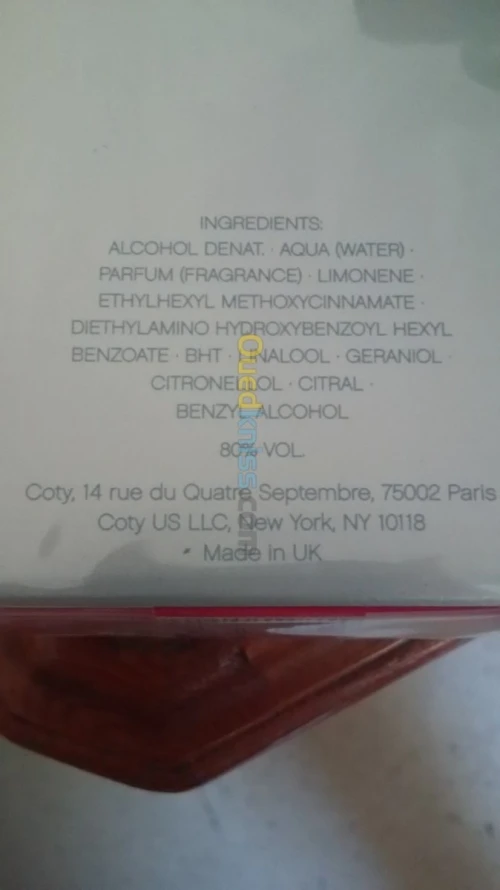 INGREDIENTS:
ALCOHOL DENAT. · AQUA (WATER) ·
PARFUM (FRAGRANCE) · LIMONENE ·
ETHYLHEXYL METHOXYCINNAMATE ·
DIETHYLAMINO HYDROXYBENZOYL HEXYL
BENZOATE · BHT · LINALOOL · GERANIOL ·
CITRONELLOL · CITRAL ·
BENZYL ALCOHOL
80% VOL.
Coty, 14 rue du Quatre Septembre, 75002 Paris
Coty US LLC, New York, NY 10118
Made in UK
Ouedkniss.com